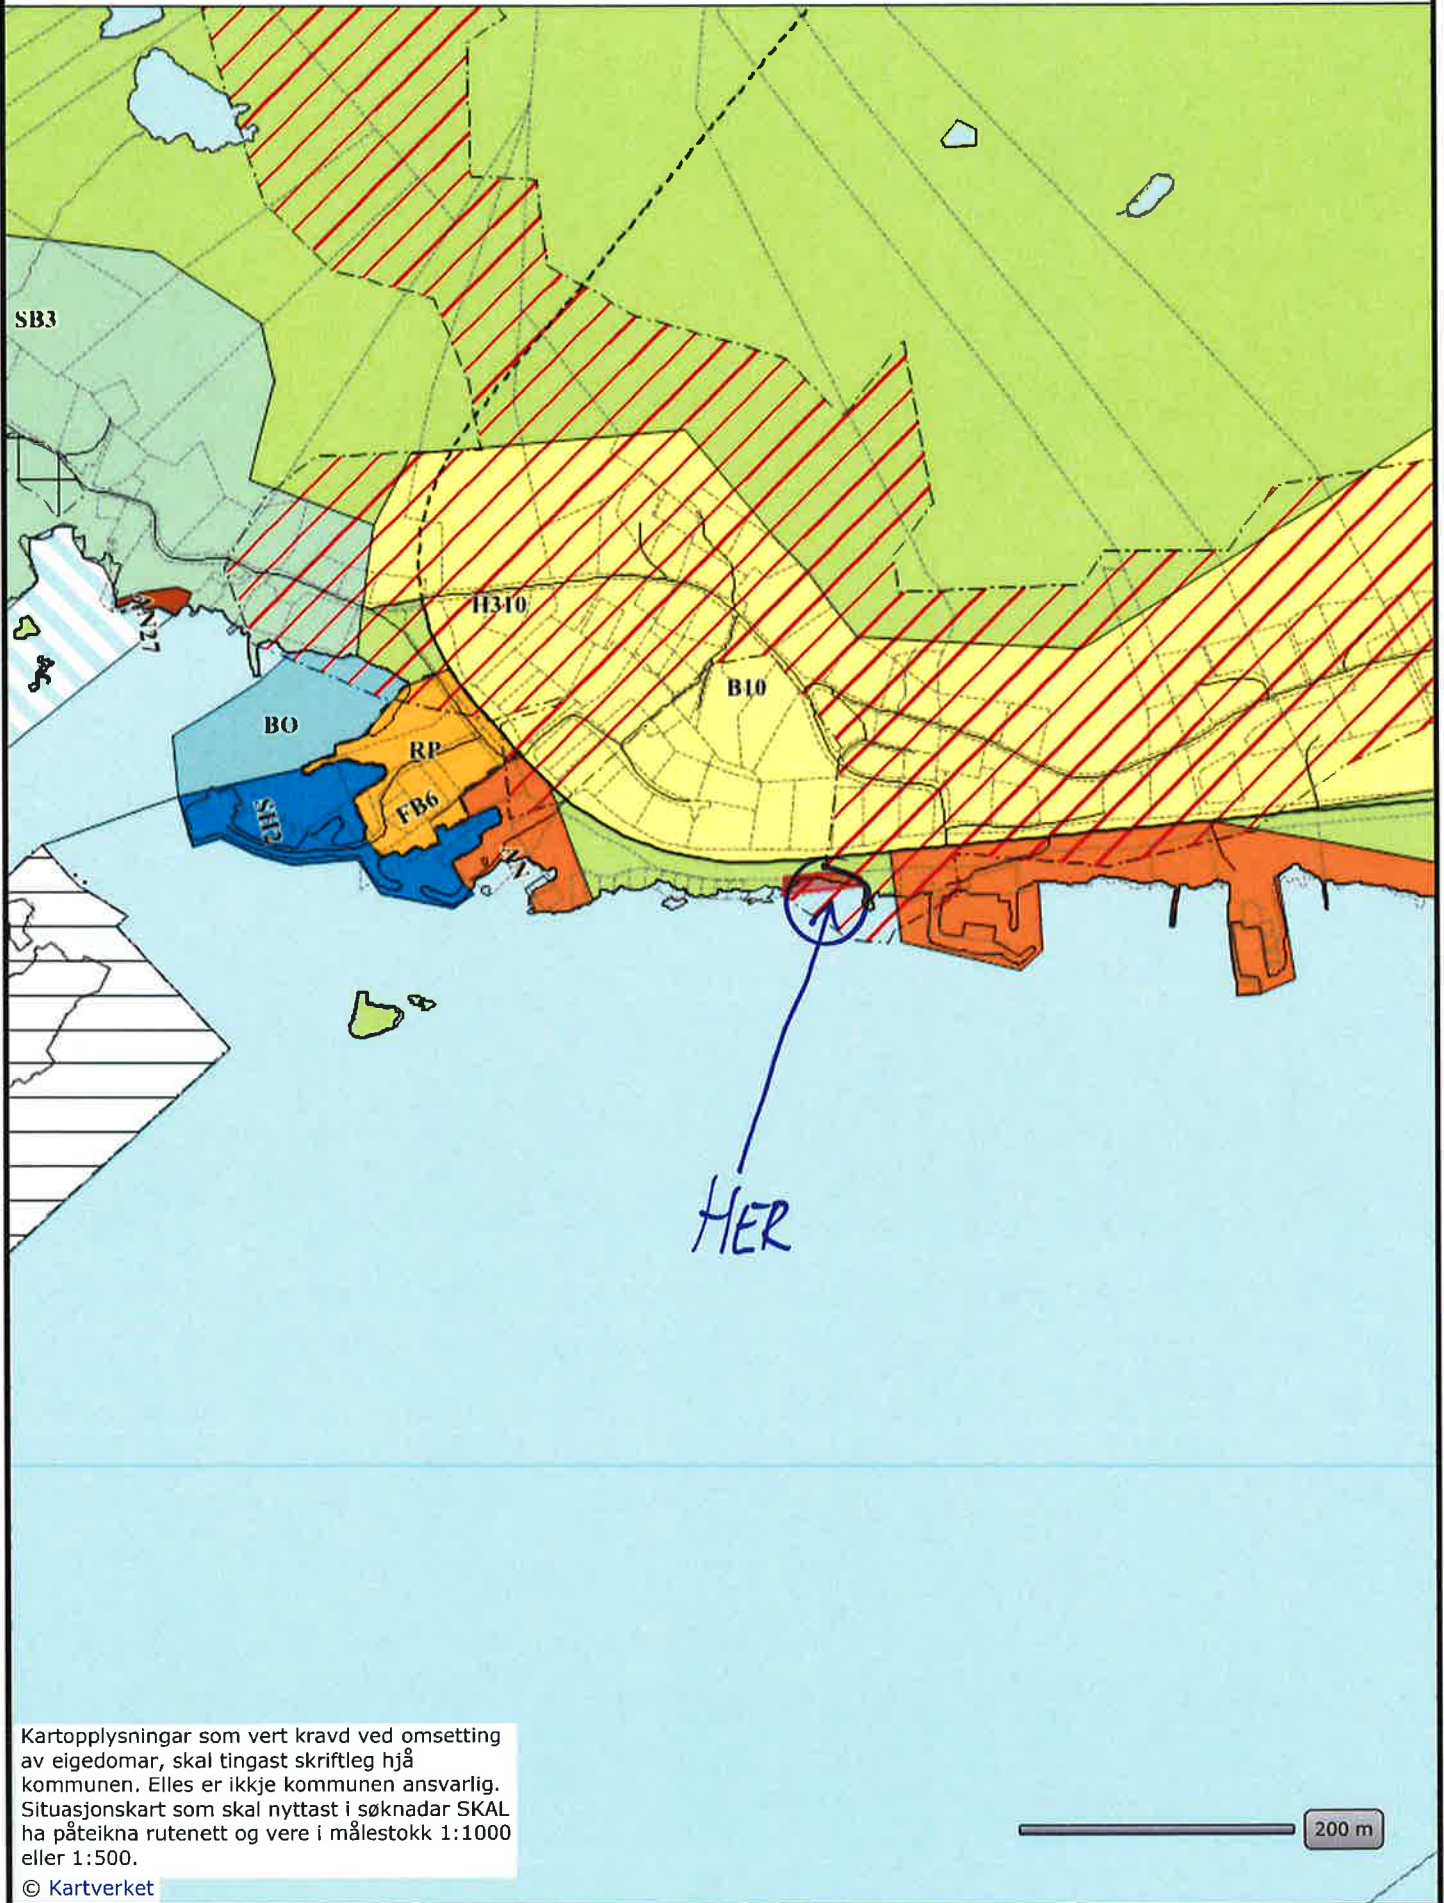 SB3
H310
NN27
B10
BO
RP
FB6
SH2
HER
Kartopplysningar som vert kravd ved omsetting
av eigedomar, skal tingast skriftleg hjå
kommunen. Elles er ikkje kommunen ansvarlig.
Situasjonskart som skal nyttast i søknadar SKAL
ha påteikna rutenett og vere i målestokk 1:1000
eller 1:500.
200 m
© Kartverket